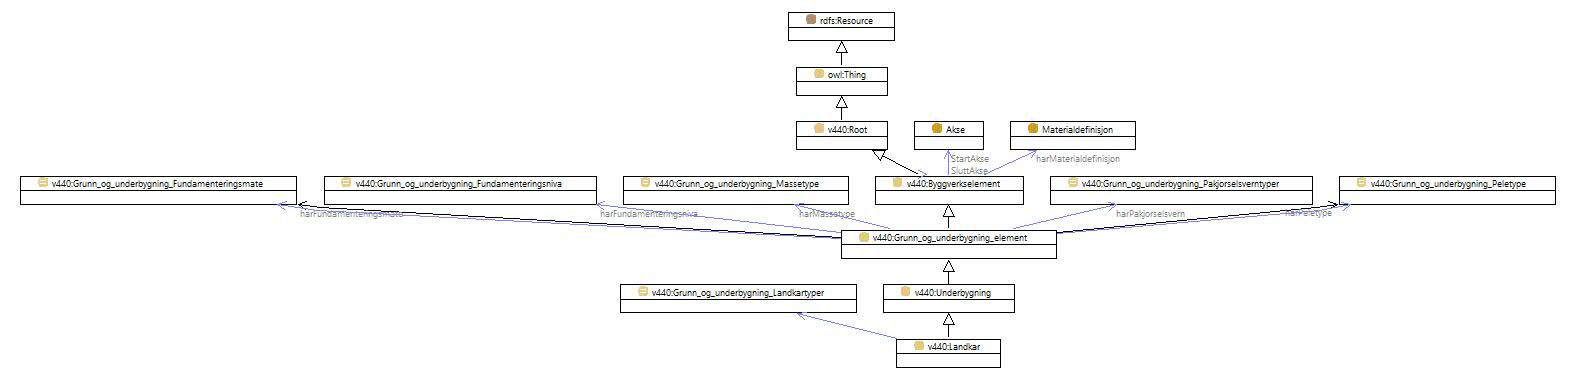 rdfs:Resource
owl:Thing
v440:Root
Akse
Materialdefinisjon
StartAkse
SluttAkse
harMaterialdefinisjon
v440:Grunn_og_underbygning_Fundamenteringsmate
v440:Grunn_og_underbygning_Fundamenteringsniva
v440:Grunn_og_underbygning_Massetype
v440:Byggverkselement
v440:Grunn_og_underbygning_Pakjorselsverntyper
v440:Grunn_og_underbygning_Peletype
harFundamenteringsmate
harFundamenteringsniva
harMassetype
harPakjorselsvern
harPeletype
v440:Grunn_og_underbygning_element
v440:Grunn_og_underbygning_Landkartyper
v440:Underbygning
v440:Landkar